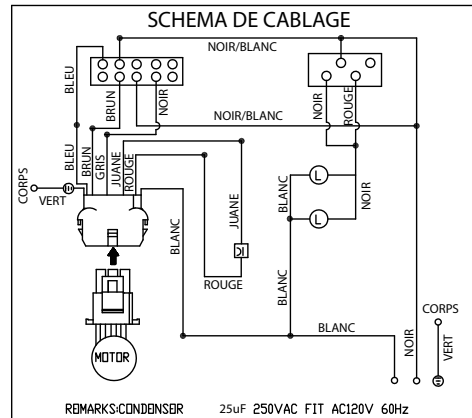 SCHEMA DE CABLAGE
NOIR/BLANC
BLEU
BRUN
NOIR
NOIR
ROUGE
NOIR/BLANC
BLEU
BRUN
GRIS
JUANE
ROUGE
CORPS
VERT
BLANC
JUANE
ROUGE
BLANC
L
NOIR
L
BLANC
BLANC
NOIR
CORPS
VERT
MOTOR
REMARKS:CONDENSER 25uF 250VAC FIT AC120V 60Hz